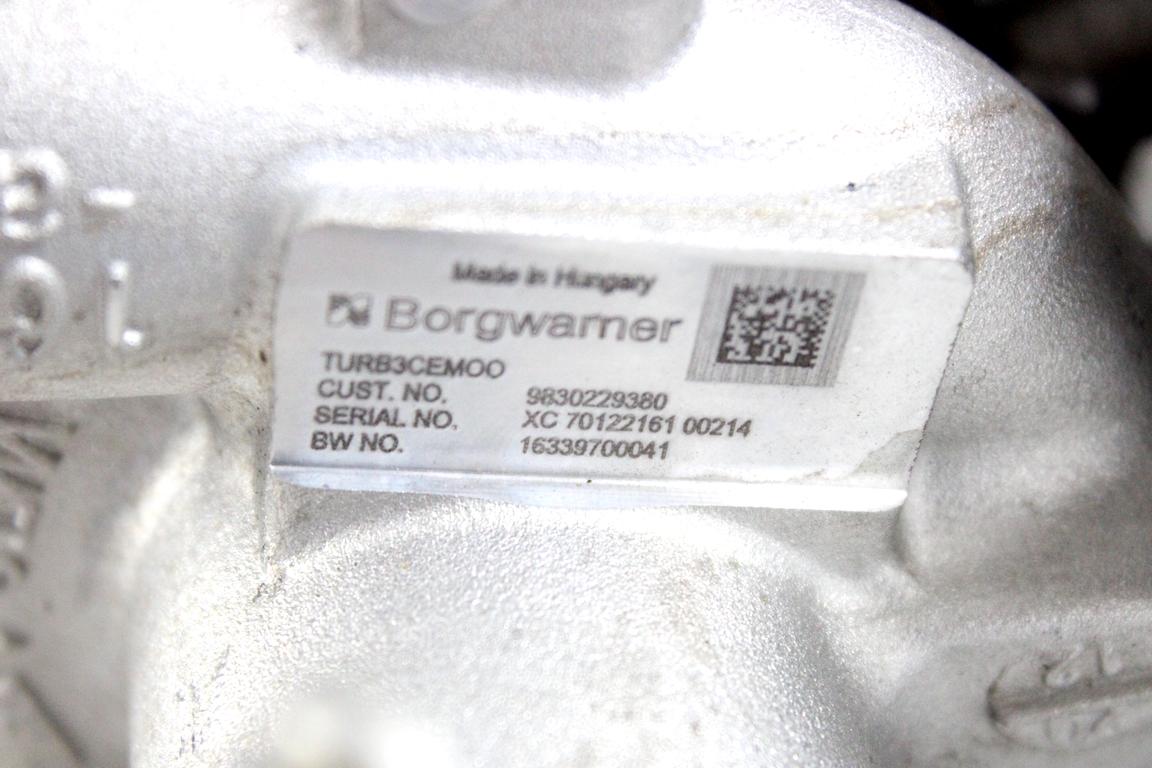 Made in Hungary
BorgWarner
TURB3CEMOO
CUST. NO. 9830229380
SERIAL NO. XC 70122161 00214
BW NO. 16339700041